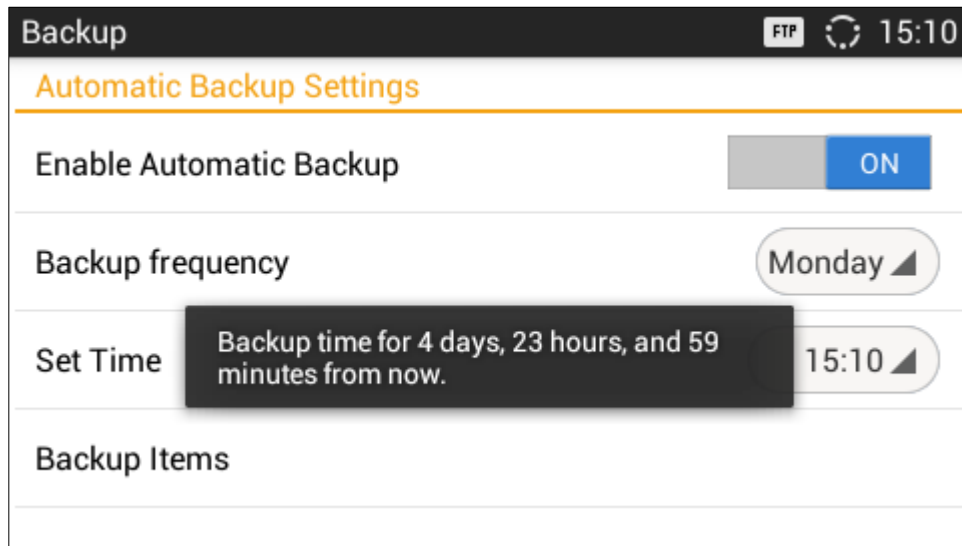 Backup FTP 15:10
Automatic Backup Settings
Enable Automatic Backup ON
Backup frequency Monday
Set Time 15:10
Backup time for 4 days, 23 hours, and 59
minutes from now.
Backup Items